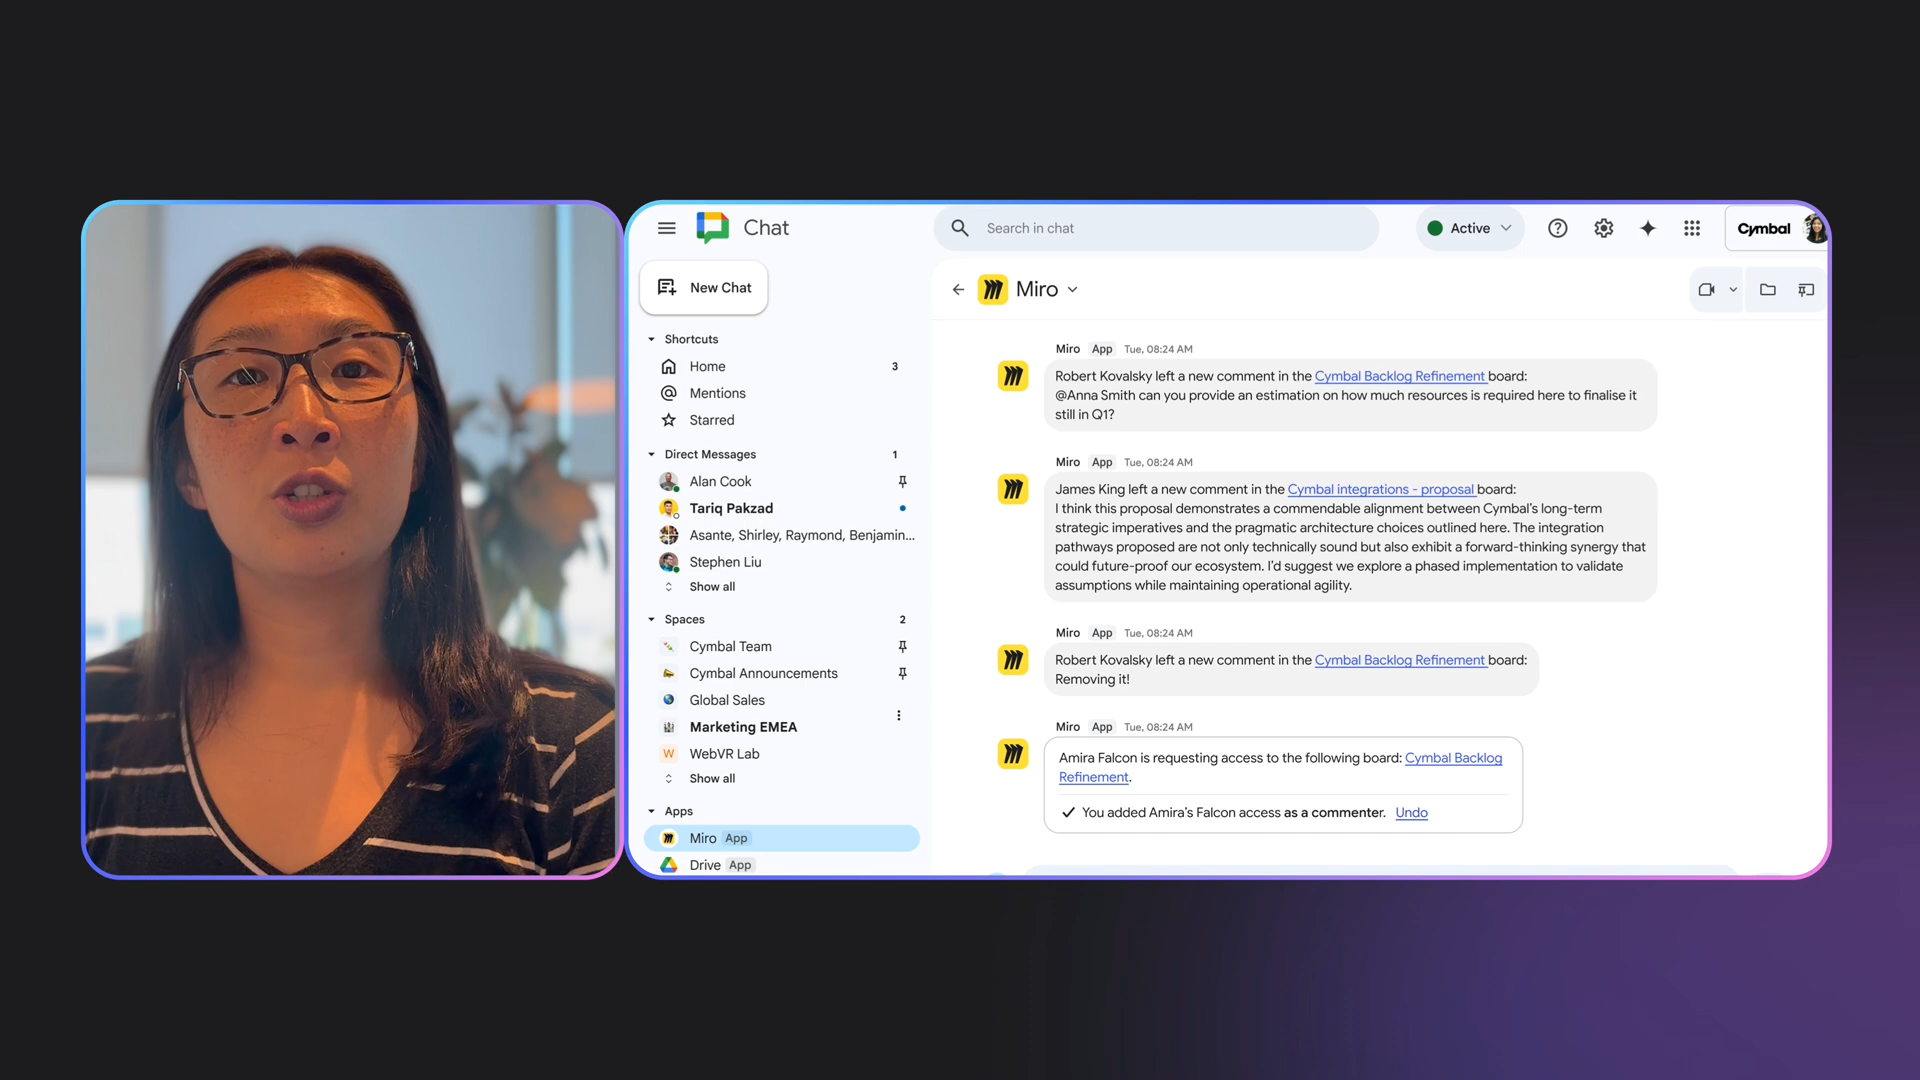 Chat
Search in chat
Active
Cymbal
New Chat
Shortcuts
Home 3
Mentions
Starred
Direct Messages 1
Alan Cook
Tariq Pakzad
Asante, Shirley, Raymond, Benjamin...
Stephen Liu
Show all
Spaces 2
Cymbal Team
Cymbal Announcements
Global Sales
Marketing EMEA
W WebVR Lab
Show all
Apps
Miro App
Drive App
Miro
Miro App Tue, 08:24 AM
Robert Kovalsky left a new comment in the Cymbal Backlog Refinement board:
@Anna Smith can you provide an estimation on how much resources is required here to finalise it
still in Q1?
Miro App Tue, 08:24 AM
James King left a new comment in the Cymbal integrations - proposal board:
I think this proposal demonstrates a commendable alignment between Cymbal's long-term
strategic imperatives and the pragmatic architecture choices outlined here. The integration
pathways proposed are not only technically sound but also exhibit a forward-thinking synergy that
could future-proof our ecosystem. I'd suggest we explore a phased implementation to validate
assumptions while maintaining operational agility.
Miro App Tue, 08:24 AM
Robert Kovalsky left a new comment in the Cymbal Backlog Refinement board:
Removing it!
Miro App Tue, 08:24 AM
Amira Falcon is requesting access to the following board: Cymbal Backlog
Refinement.
You added Amira's Falcon access as a commenter. Undo